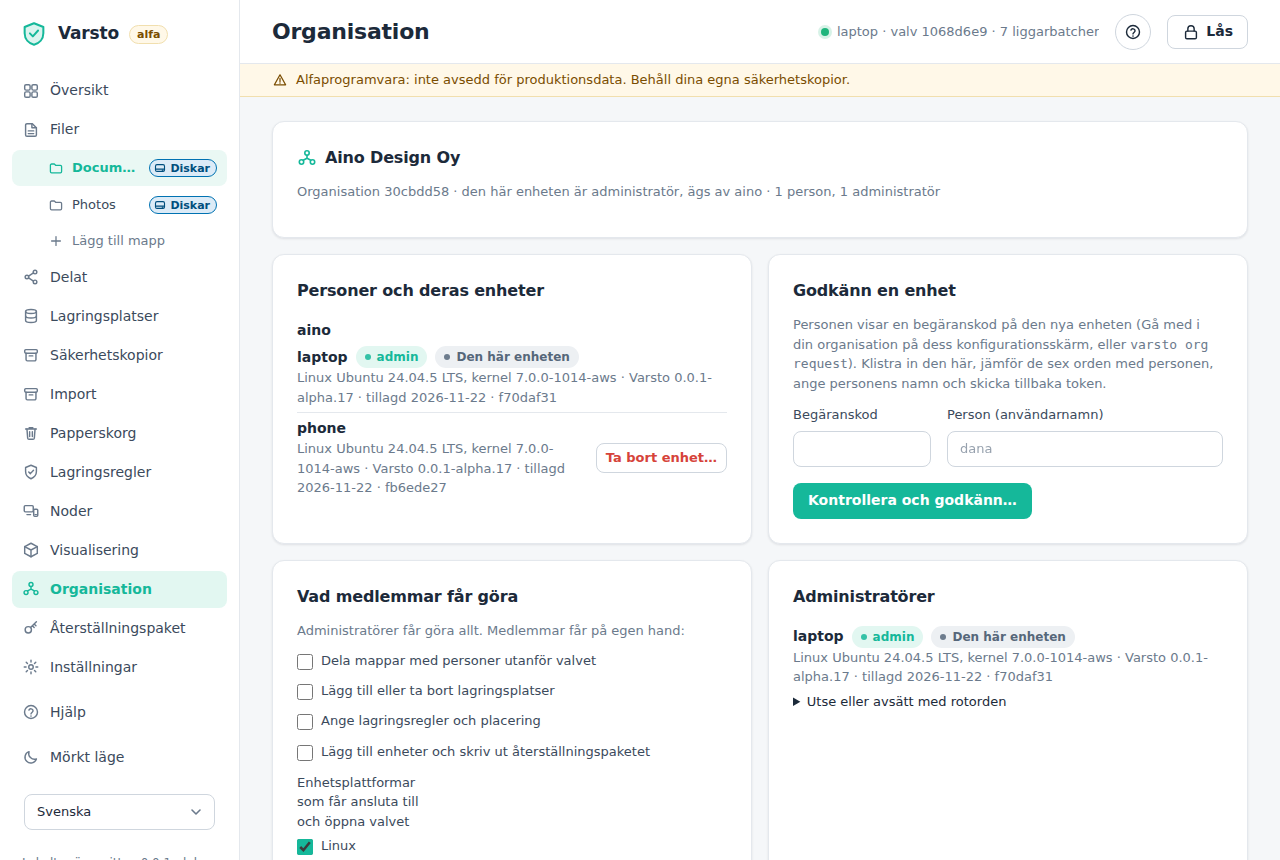 Varsto alfa
Översikt
Filer
Docum… Diskar
Photos Diskar
Lägg till mapp
Delat
Lagringsplatser
Säkerhetskopior
Import
Papperskorg
Lagringsregler
Noder
Visualisering
Organisation
Återställningspaket
Inställningar
Hjälp
Mörkt läge
Svenska
Organisation
laptop · valv 1068d6e9 · 7 liggarbatcher
Lås
Alfaprogramvara: inte avsedd för produktionsdata. Behåll dina egna säkerhetskopior.
Aino Design Oy
Organisation 30cbdd58 · den här enheten är administratör, ägs av aino · 1 person, 1 administratör
Personer och deras enheter
aino
laptop admin Den här enheten
Linux Ubuntu 24.04.5 LTS, kernel 7.0.0-1014-aws · Varsto 0.0.1-
alpha.17 · tillagd 2026-11-22 · f70daf31
phone
Linux Ubuntu 24.04.5 LTS, kernel 7.0.0-
1014-aws · Varsto 0.0.1-alpha.17 · tillagd
2026-11-22 · fb6ede27
Ta bort enhet…
Godkänn en enhet
Personen visar en begäranskod på den nya enheten (Gå med i
din organisation på dess konfigurationsskärm, eller varsto org
request). Klistra in den här, jämför de sex orden med personen,
ange personens namn och skicka tillbaka token.
Begäranskod
Person (användarnamn)
dana
Kontrollera och godkänn…
Vad medlemmar får göra
Administratörer får göra allt. Medlemmar får på egen hand:
Dela mappar med personer utanför valvet
Lägg till eller ta bort lagringsplatser
Ange lagringsregler och placering
Lägg till enheter och skriv ut återställningspaketet
Enhetsplattformar
som får ansluta till
och öppna valvet
Linux
Administratörer
laptop admin Den här enheten
Linux Ubuntu 24.04.5 LTS, kernel 7.0.0-1014-aws · Varsto 0.0.1-
alpha.17 · tillagd 2026-11-22 · f70daf31
Utse eller avsätt med rotorden